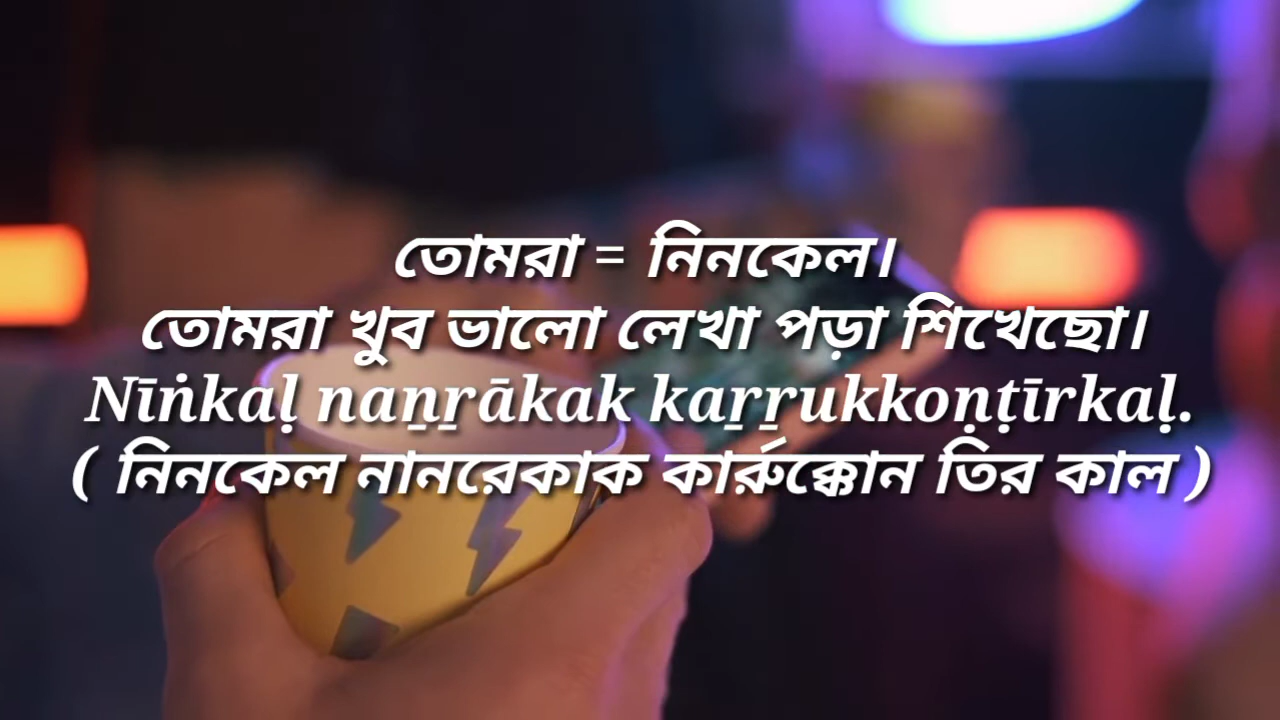 তোমরা = নিনকেল।
তোমরা খুব ভালো লেখা পড়া শিখেছো।
Nīṅkaḷ naṉṟākak kaṟṟukkoṇṭīrkaḷ.
( নিনকেল নানরেকাক কার্রুক্কোন তির কাল )